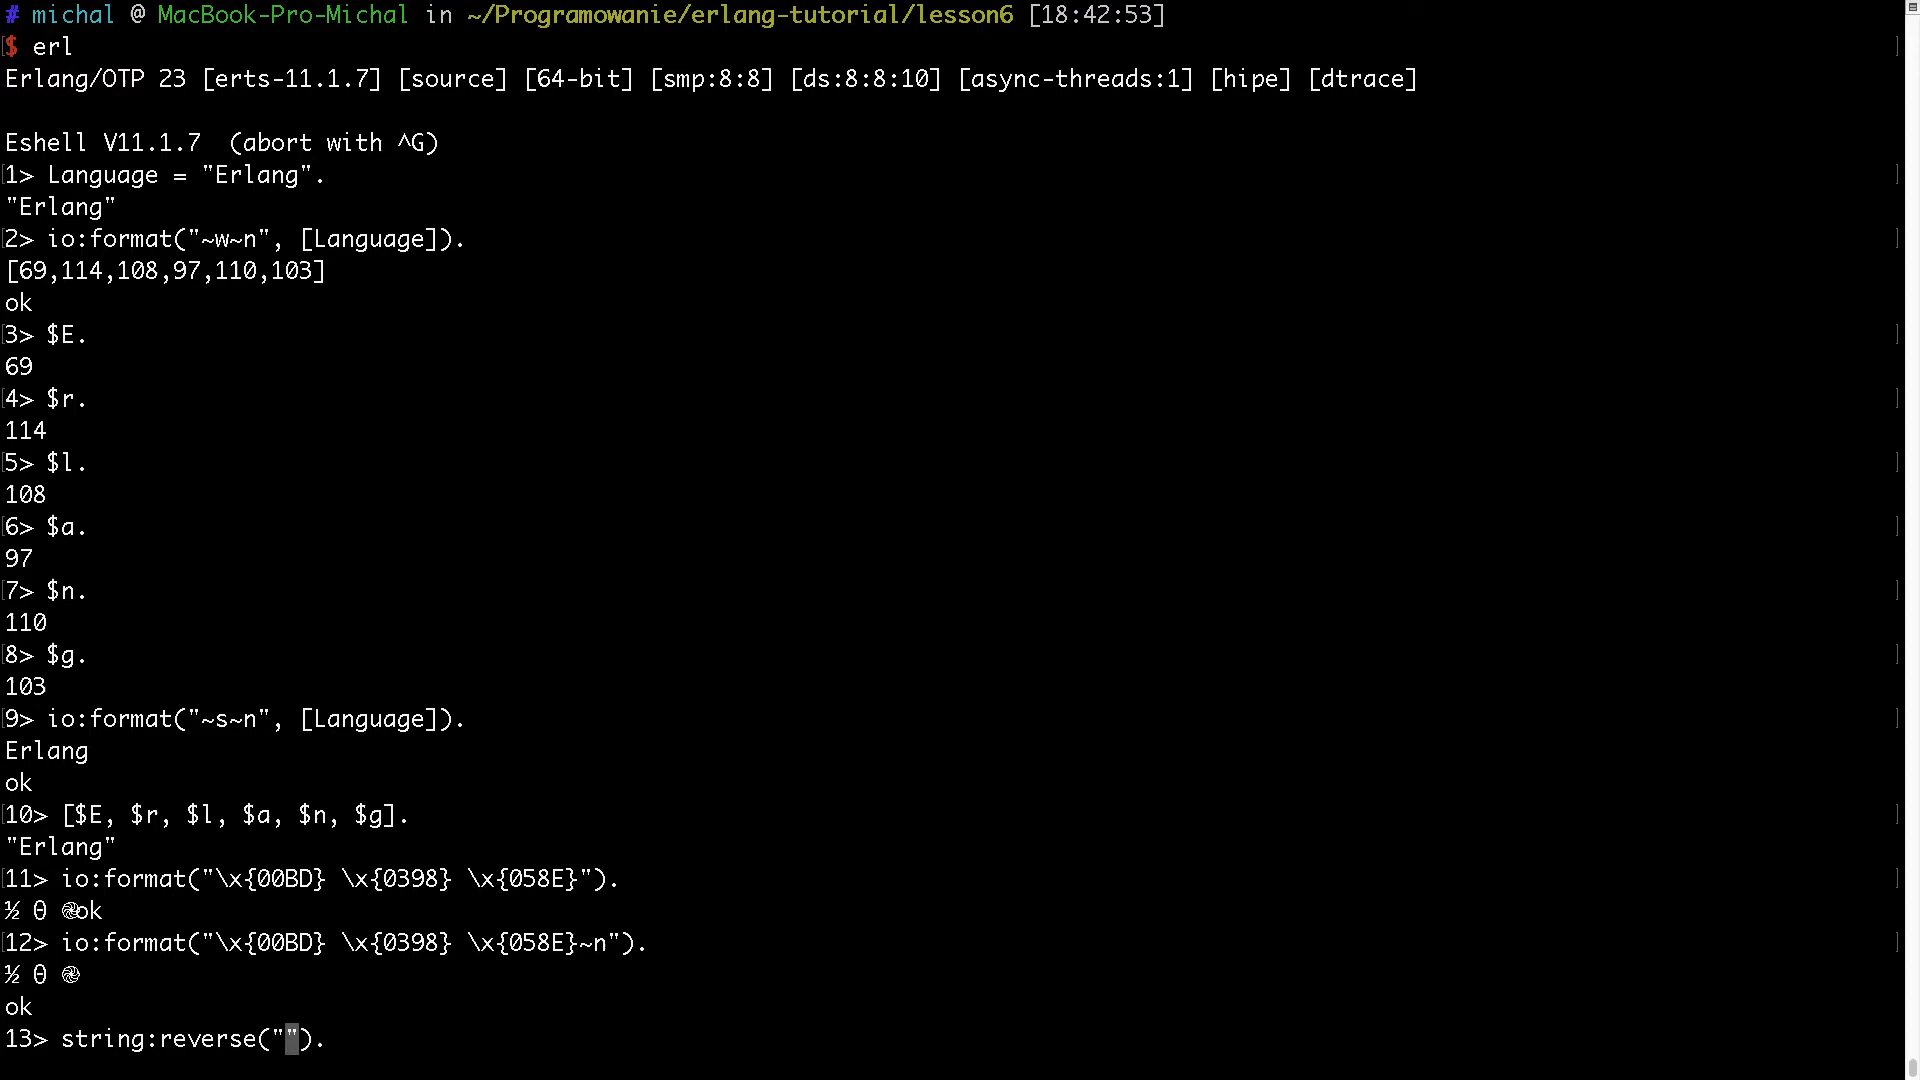 # michal @ MacBook-Pro-Michal in ~/Programowanie/erlang-tutorial/lesson6 [18:42:53]
$ erl
Erlang/OTP 23 [erts-11.1.7] [source] [64-bit] [smp:8:8] [ds:8:8:10] [async-threads:1] [hipe] [dtrace]
Eshell V11.1.7  (abort with ^G)
1> Language = "Erlang".
"Erlang"
2> io:format("~w~n", [Language]).
[69,114,108,97,110,103]
ok
3> $E.
69
4> $r.
114
5> $l.
108
6> $a.
97
7> $n.
110
8> $g.
103
9> io:format("~s~n", [Language]).
Erlang
ok
10> [$E, $r, $l, $a, $n, $g].
"Erlang"
11> io:format("\x{00BD} \x{0398} \x{058E}").
½ Θ ֎ok
12> io:format("\x{00BD} \x{0398} \x{058E}~n").
½ Θ ֎
ok
13> string:reverse("").